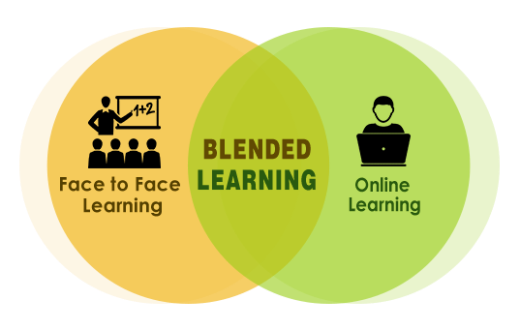 1+2
Face to Face
Learning
BLENDED
LEARNING
Online
Learning